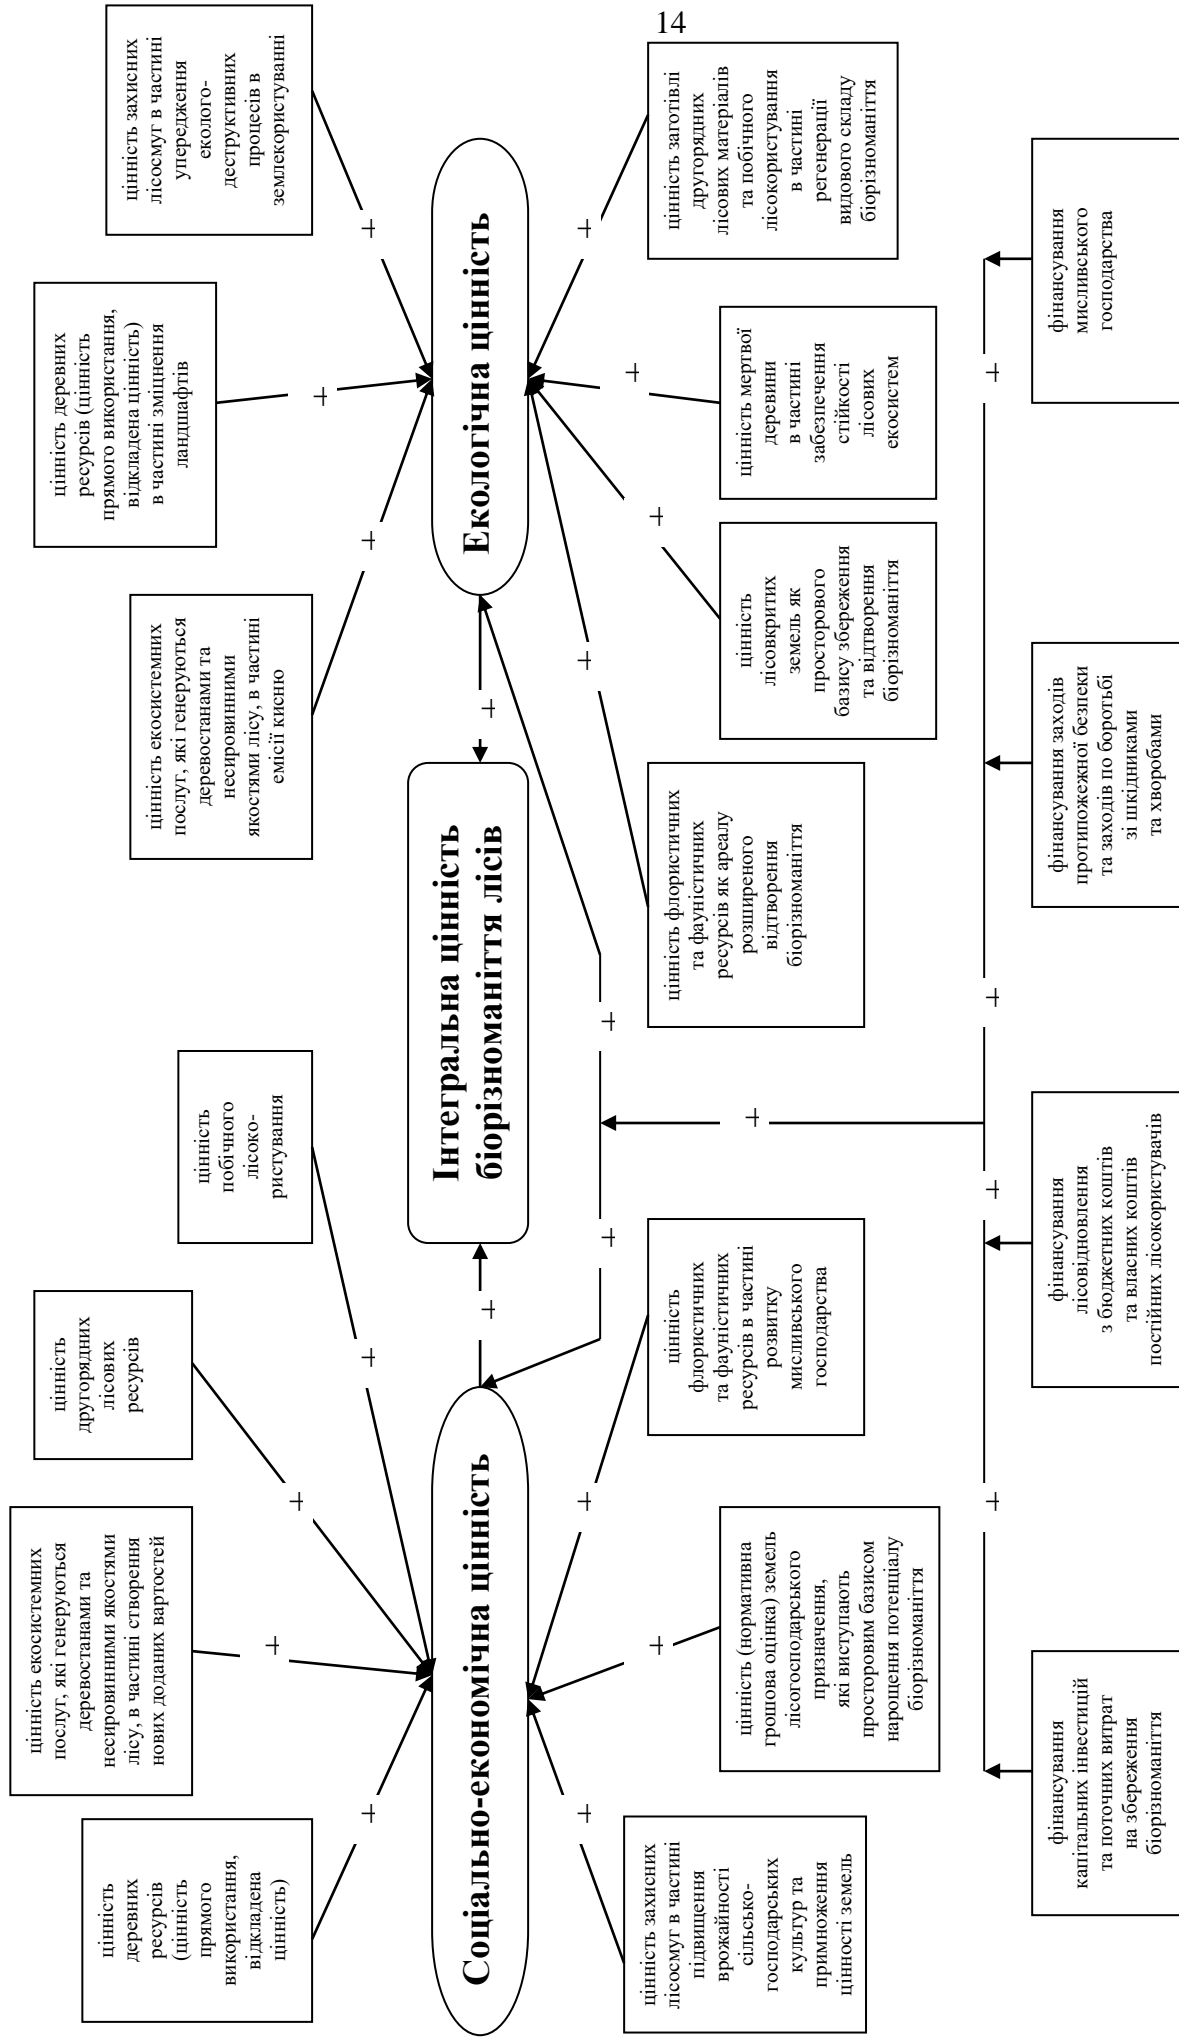 14
цінність
деревних
ресурсів
(цінність
прямого
використання,
відкладена
цінність)
цінність екосистемних
послуг, які генеруються
деревостанами та
несировинними якостями
лісу, в частині створення
нових доданих вартостей
цінність
другорядних
лісових
ресурсів
цінність
побічного
лісоко-
ристування
цінність екосистемних
послуг, які генеруються
деревостанами та
несировинними
якостями лісу, в частині
емісії кисню
цінність деревних
ресурсів (цінність
прямого використання,
відкладена цінність)
в частині зміцнення
ландшафтів
цінність захисних
лісосмуг в частині
упередження
еколого-
деструктивних
процесів в
землекористуванні
+
+
+
+
+
+
+
Соціально-економічна цінність
+
Інтегральна цінність
біорізноманіття лісів
+
Екологічна цінність
+
+
+
+
+
+
+
+
+
+
цінність захисних
лісосмуг в частині
підвищення
врожайності
сільсько-
господарських
культур та
примноження
цінності земель
цінність (нормативна
грошова оцінка) земель
лісогосподарського
призначення,
які виступають
просторовим базисом
нарощення потенціалу
біорізноманіття
цінність
флористичних
та фауністичних
ресурсів в частині
розвитку
мисливського
господарства
цінність флористичних
та фауністичних
ресурсів як ареалу
розширеного
відтворення
біорізноманіття
цінність
лісовкритих
земель як
просторового
базису збереження
та відтворення
біорізноманіття
цінність мертвої
деревини
в частині
забезпечення
стійкості
лісових
екосистем
цінність заготівлі
другорядних
лісових матеріалів
та побічного
лісокористування
в частині
регенерації
видового складу
біорізноманіття
+
+
+
+
+
фінансування
капітальних інвестицій
та поточних витрат
на збереження
біорізноманіття
фінансування
лісовідновлення
з бюджетних коштів
та власних коштів
постійних лісокористувачів
фінансування заходів
протипожежної безпеки
та заходів по боротьбі
зі шкідниками
та хворобами
фінансування
мисливського
господарства